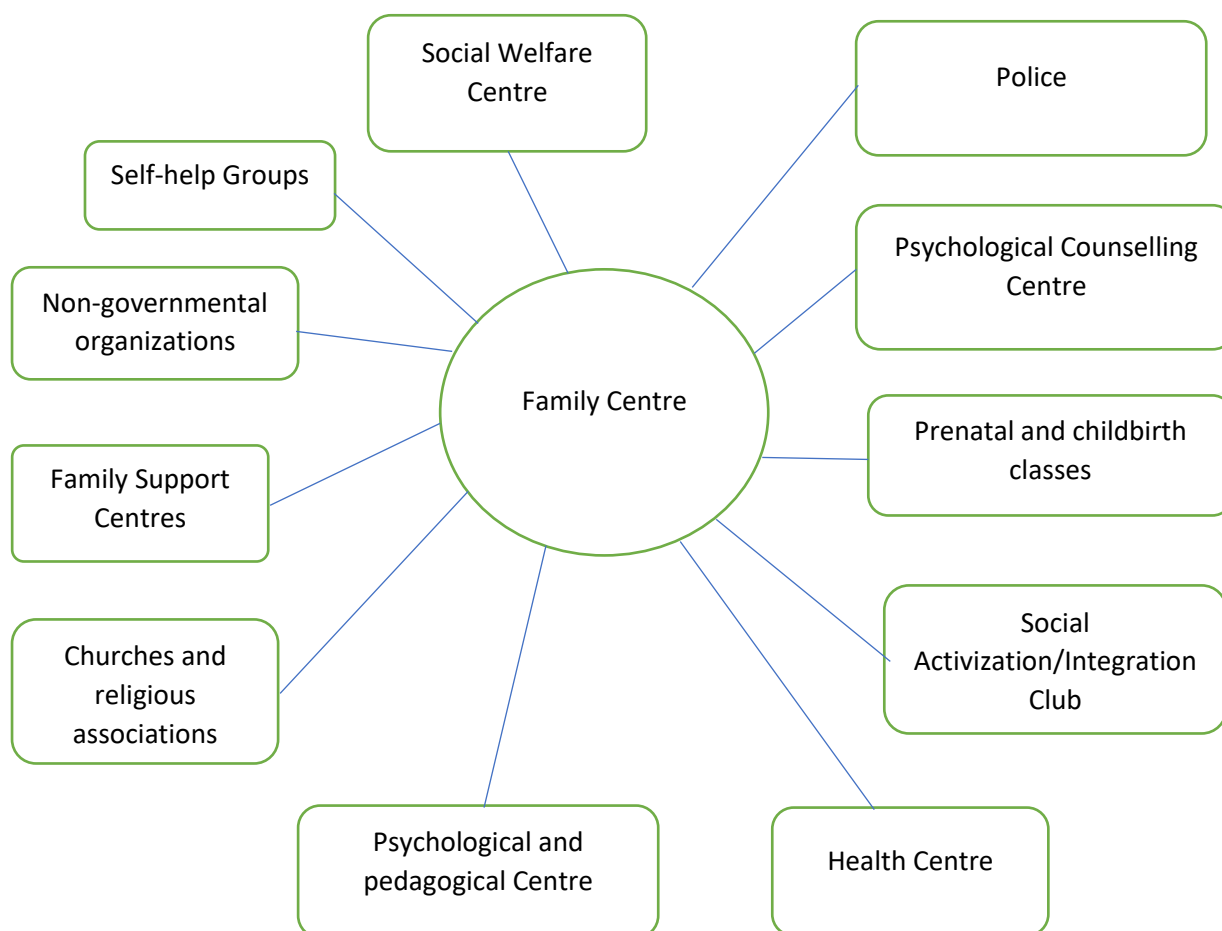 Social Welfare
Centre
Police
Self-help Groups
Psychological Counselling
Centre
Non-governmental
organizations
Family Centre
Prenatal and childbirth
classes
Family Support
Centres
Social
Activization/Integration
Club
Churches and
religious
associations
Psychological and
pedagogical Centre
Health Centre